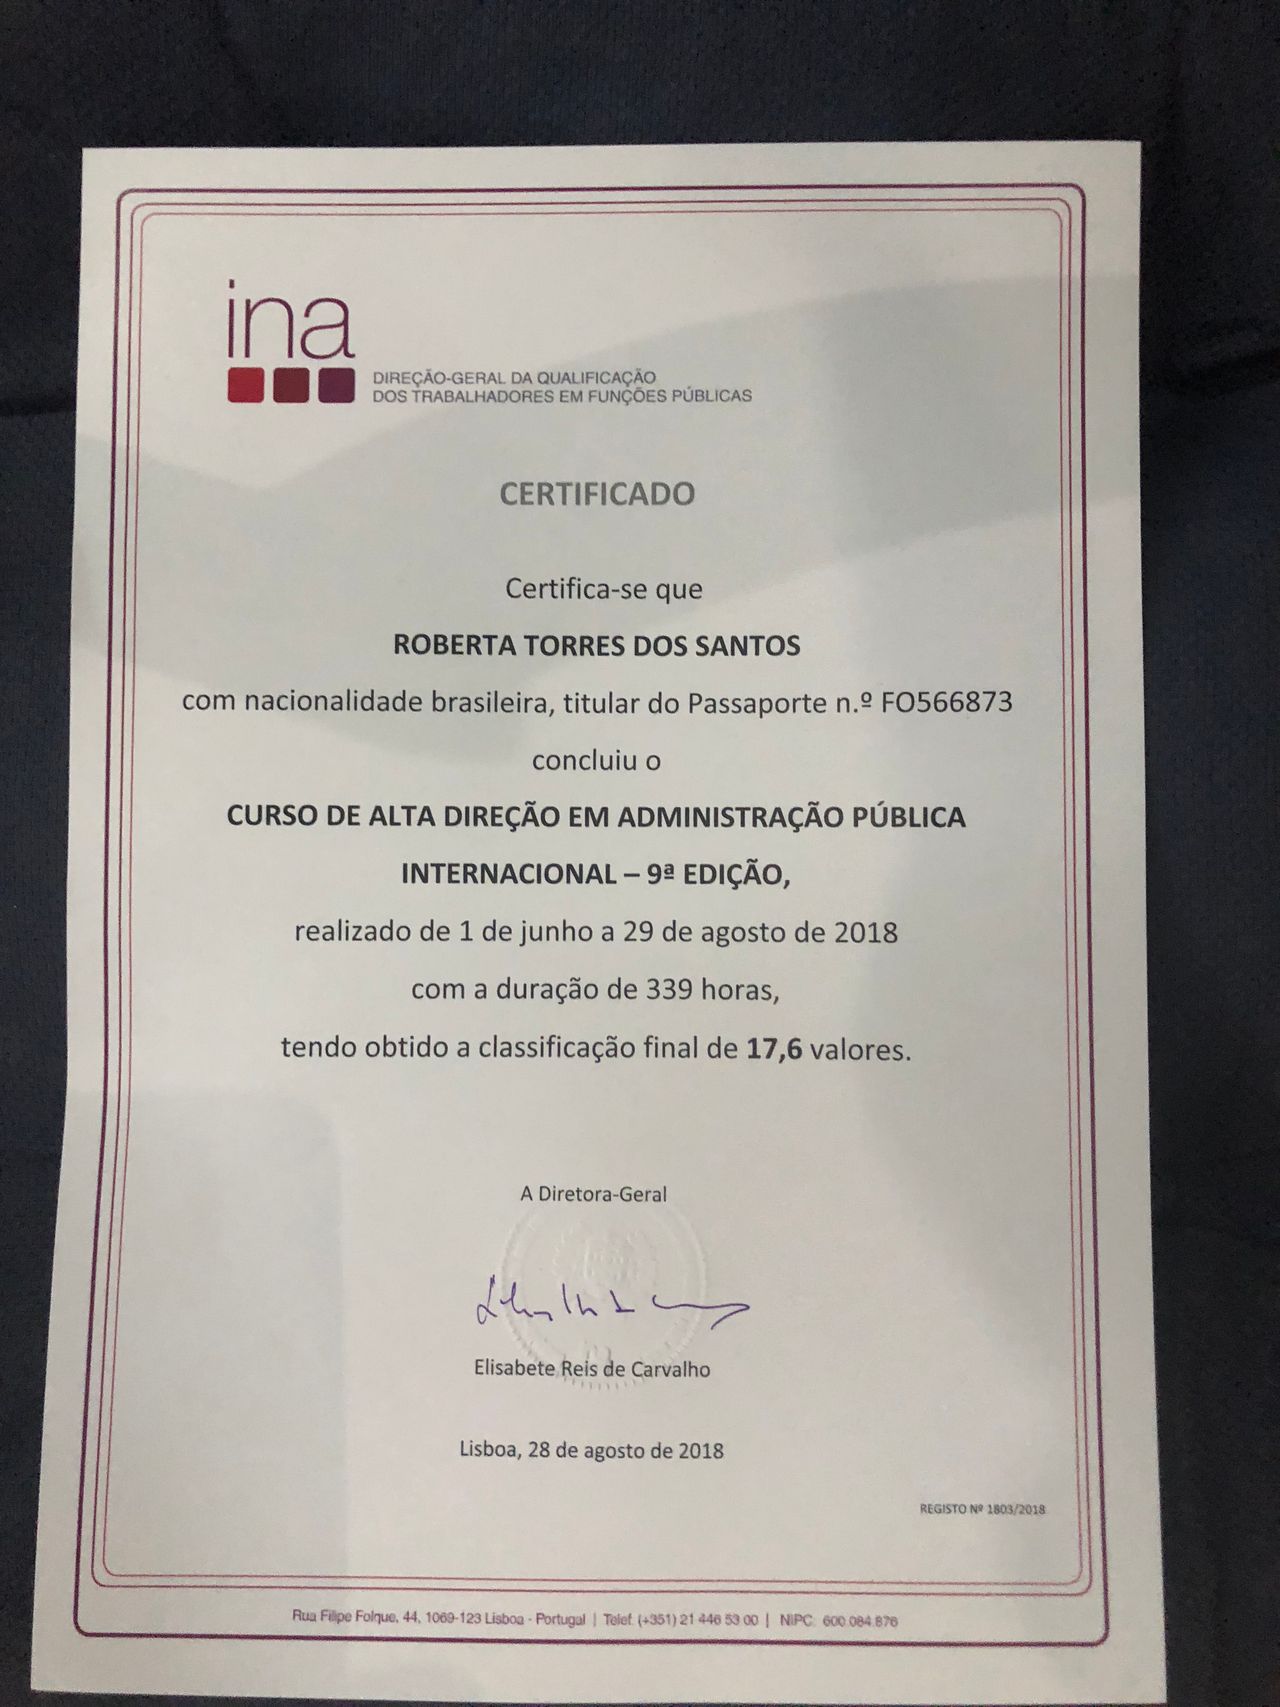 ina
DIREÇÃO-GERAL DA QUALIFICAÇÃO
DOS TRABALHADORES EM FUNÇÕES PÚBLICAS
CERTIFICADO
Certifica-se que
ROBERTA TORRES DOS SANTOS
com nacionalidade brasileira, titular do Passaporte n.º FO566873
concluiu o
CURSO DE ALTA DIREÇÃO EM ADMINISTRAÇÃO PÚBLICA
INTERNACIONAL – 9ª EDIÇÃO,
realizado de 1 de junho a 29 de agosto de 2018
com a duração de 339 horas,
tendo obtido a classificação final de 17,6 valores.
A Diretora-Geral
Elisabete Reis de Carvalho
Lisboa, 28 de agosto de 2018
REGISTO Nº 1803/2018
Rua Filipe Folque, 44, 1069-123 Lisboa - Portugal | Telef. (+351) 21 446 53 00 | NIPC: 600.084.876